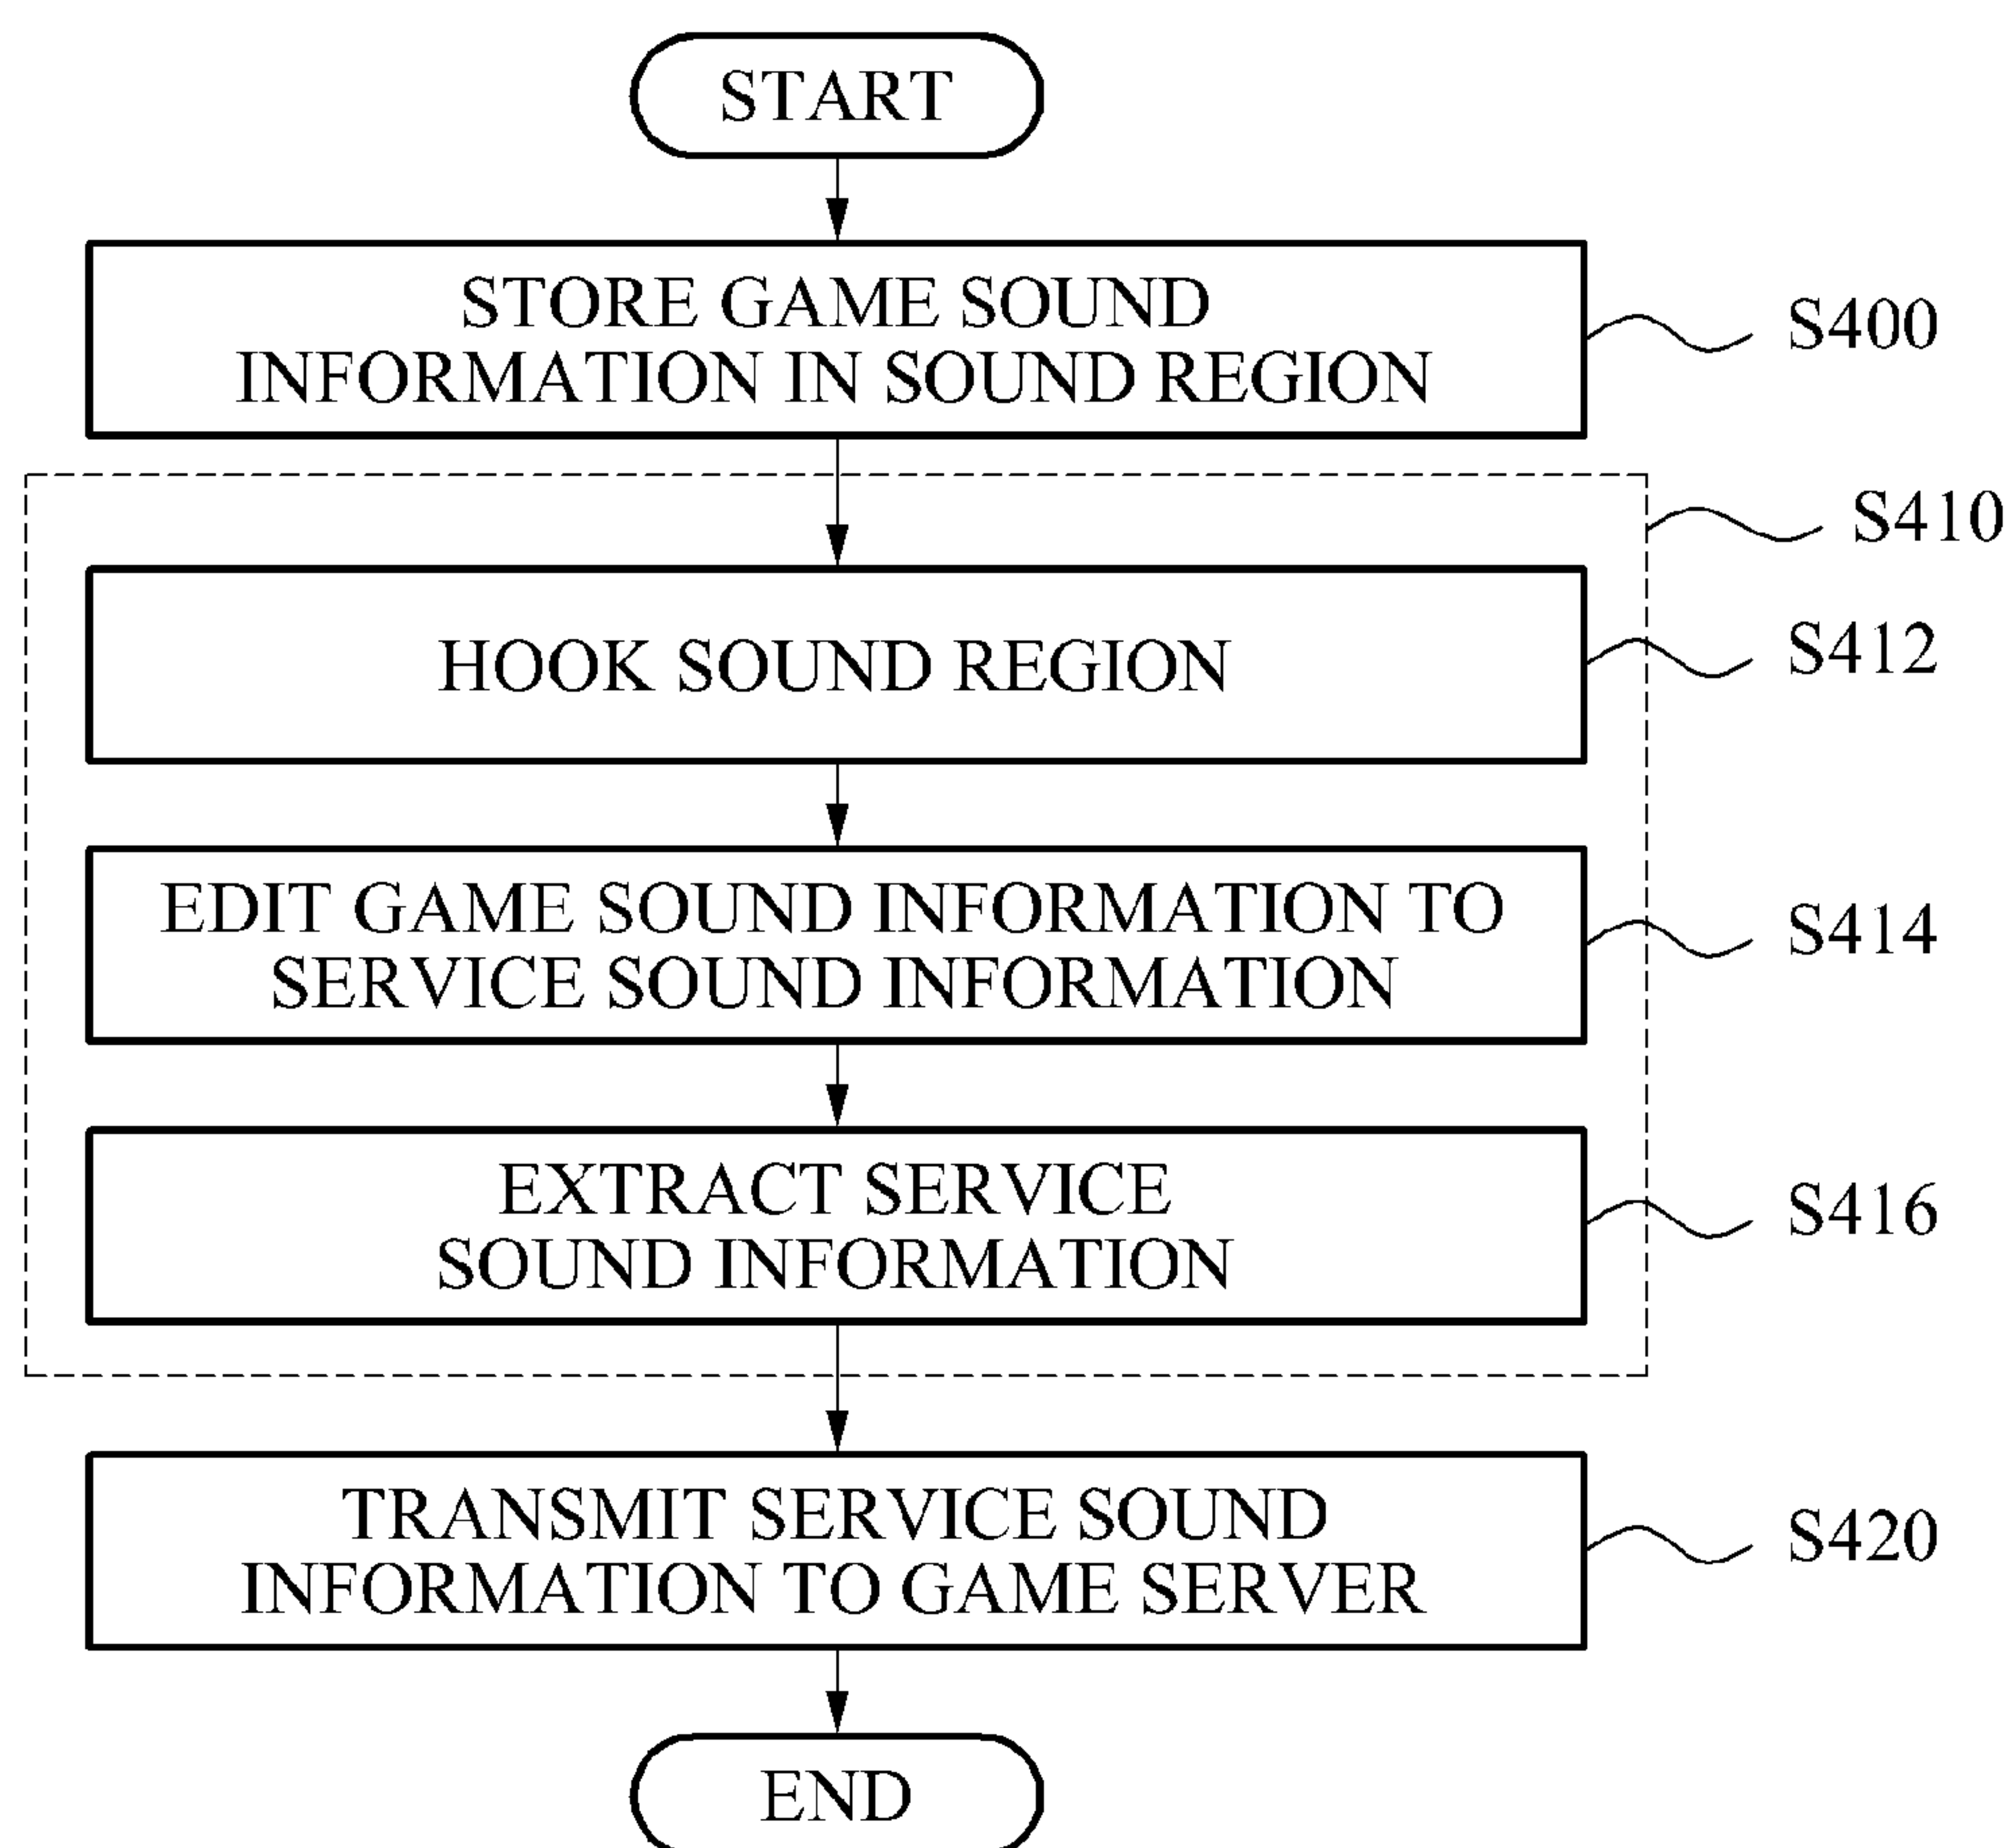 START
STORE GAME SOUND
INFORMATION IN SOUND REGION
S400
S410
HOOK SOUND REGION
S412
EDIT GAME SOUND INFORMATION TO
SERVICE SOUND INFORMATION
S414
EXTRACT SERVICE
SOUND INFORMATION
S416
TRANSMIT SERVICE SOUND
INFORMATION TO GAME SERVER
S420
END